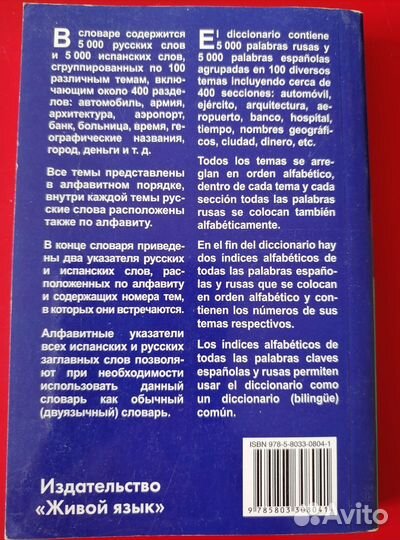 В словаре содержится
5 000 русских слов
и 5 000 испанских слов,
сгруппированных по 100
различным темам, вклю-
чающим около 400 разде-
лов: автомобиль, армия,
архитектура, аэропорт,
банк, больница, время, ге-
ографические названия,
город, деньги и т. д.
Все темы представлены
в алфавитном порядке,
внутри каждой темы рус-
ские слова расположены
также по алфавиту.
В конце словаря приведе-
ны два указателя русских
и испанских слов, рас-
положенных по алфавиту
и содержащих номера тем,
в которых они встречаются.
Алфавитные указатели
всех испанских и русских
заглавных слов позволя-
ют при необходимости
использовать данный
словарь как обычный
(двуязычный) словарь.
El diccionario contiene
5 000 palabras rusas y
5 000 palabras españolas
agrupadas en 100 diversos
temas incluyendo cerca de
400 secciones: automóvil,
ejército, arquitectura, ae-
ropuerto, banco, hospital,
tiempo, nombres geográfi-
cos, ciudad, dinero, etc.
Todos los temas se arre-
glan en orden alfabético,
dentro de cada tema y cada
sección todas las palabras
rusas se colocan también
alfabéticamente.
En el fin del diccionario hay
dos índices alfabéticos de
todas las palabras españo-
las y rusas que se colocan
en orden alfabético y con-
tienen los números de sus
temas respectivos.
Los índices alfabéticos de
todas las palabras claves
españolas y rusas permiten
usar el diccionario como
un diccionario (bilingüe)
común.
ISBN 978-5-8033-0804-1
9 785803 308041
Издательство
«Живой язык»
Avito